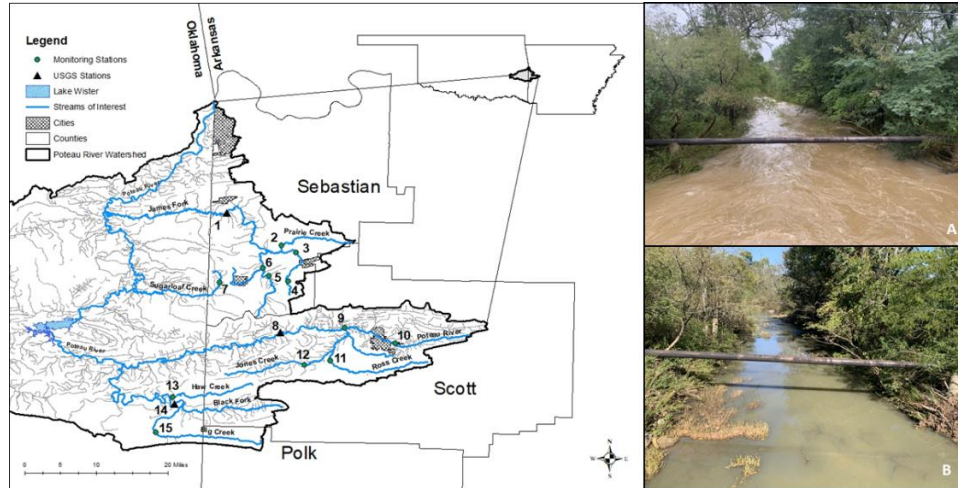 Legend
Monitoring Stations
USGS Stations
Lake Wister
Streams of Interest
Cities
Counties
Poteau River Watershed
Oklahoma
Arkansas
Sebastian
Poteau River
James Fork
1
2
Prairie Creek
3
6
5
4
Sugarloaf Creek
7
8
9
10
Poteau River
Poteau River
Jones Creek
12
11
Ross Creek
Scott
13
Haw Creek
14
Black Fork
15
Big Creek
Polk
0 5 10 20 Miles
N
W E
S
A
B